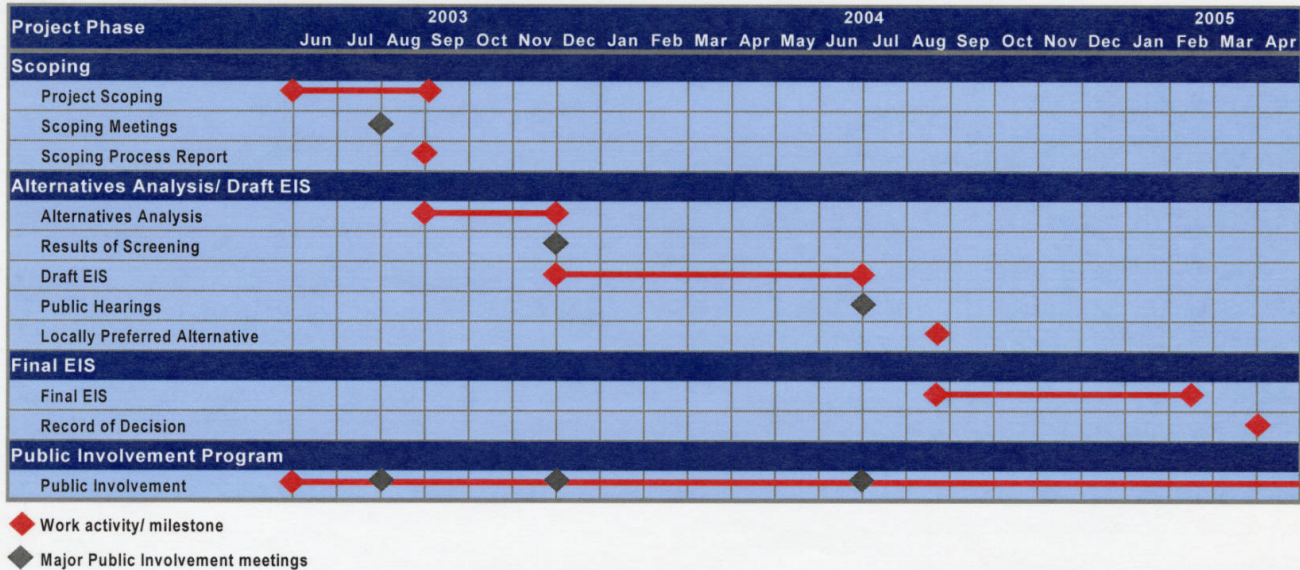 2003 2004 2005
Project Phase
Jun Jul Aug Sep Oct Nov Dec Jan Feb Mar Apr May Jun Jul Aug Sep Oct Nov Dec Jan Feb Mar Apr
Scoping
Project Scoping
Scoping Meetings
Scoping Process Report
Alternatives Analysis/ Draft EIS
Alternatives Analysis
Results of Screening
Draft EIS
Public Hearings
Locally Preferred Alternative
Final EIS
Final EIS
Record of Decision
Public Involvement Program
Public Involvement
Work activity/ milestone
Major Public Involvement meetings